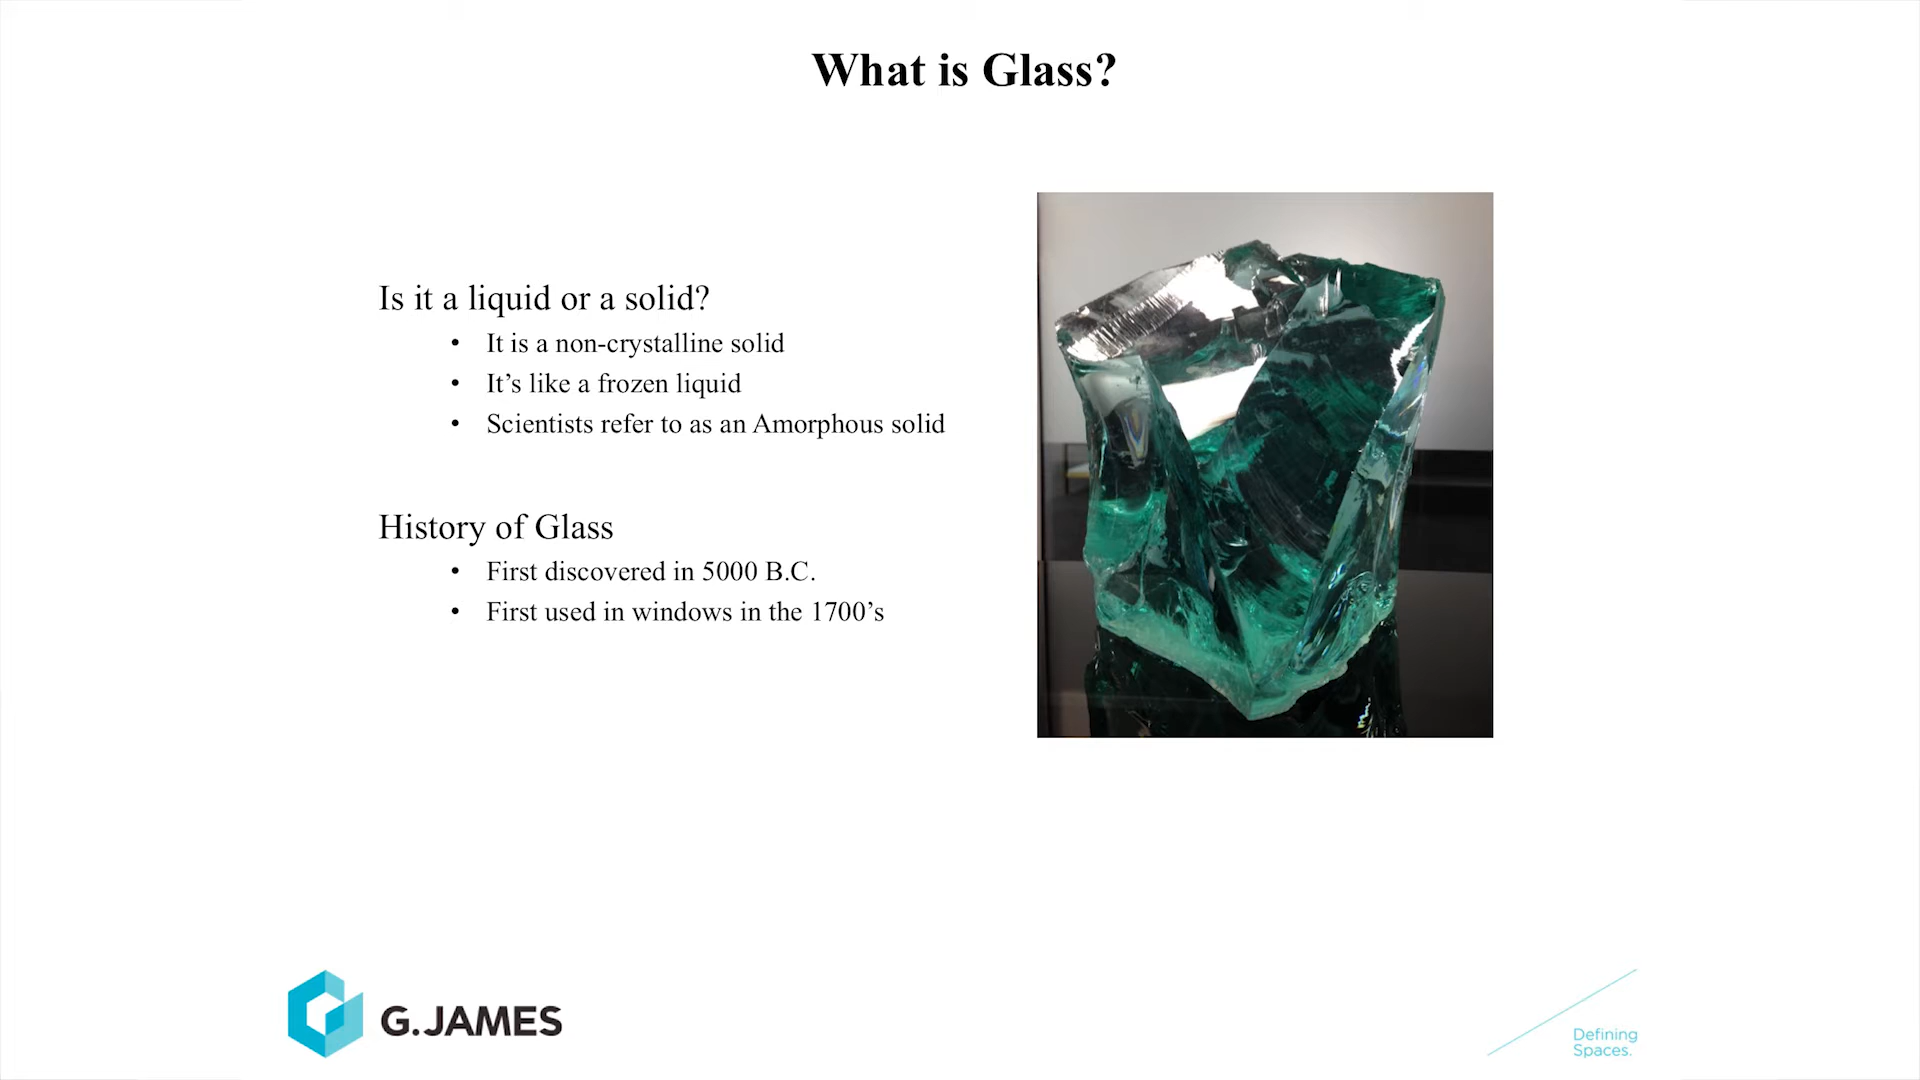 What is Glass?
Is it a liquid or a solid?
• It is a non-crystalline solid
• It’s like a frozen liquid
• Scientists refer to as an Amorphous solid
History of Glass
• First discovered in 5000 B.C.
• First used in windows in the 1700’s
G.JAMES
Defining
Spaces.